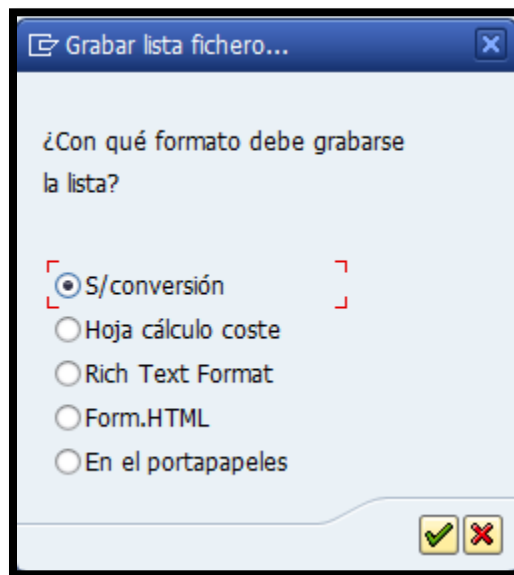 Grabar lista fichero...
¿Con qué formato debe grabarse
la lista?
S/conversión
Hoja cálculo coste
Rich Text Format
Form.HTML
En el portapapeles